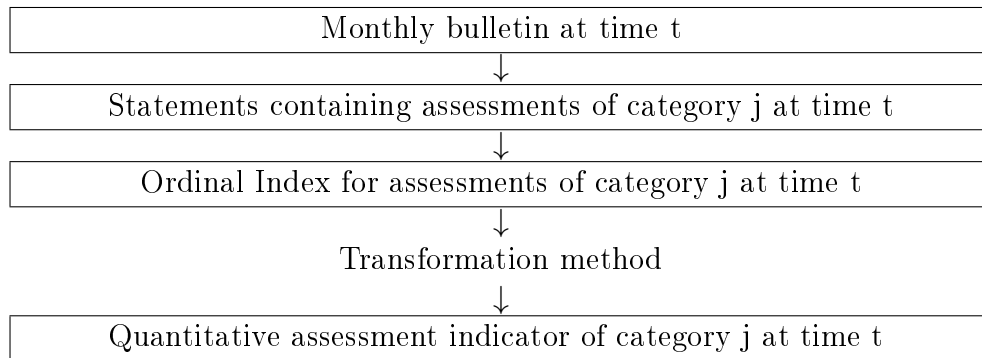 Monthly bulletin at time t
Statements containing assessments of category j at time t
Ordinal Index for assessments of category j at time t
Transformation method
Quantitative assessment indicator of category j at time t